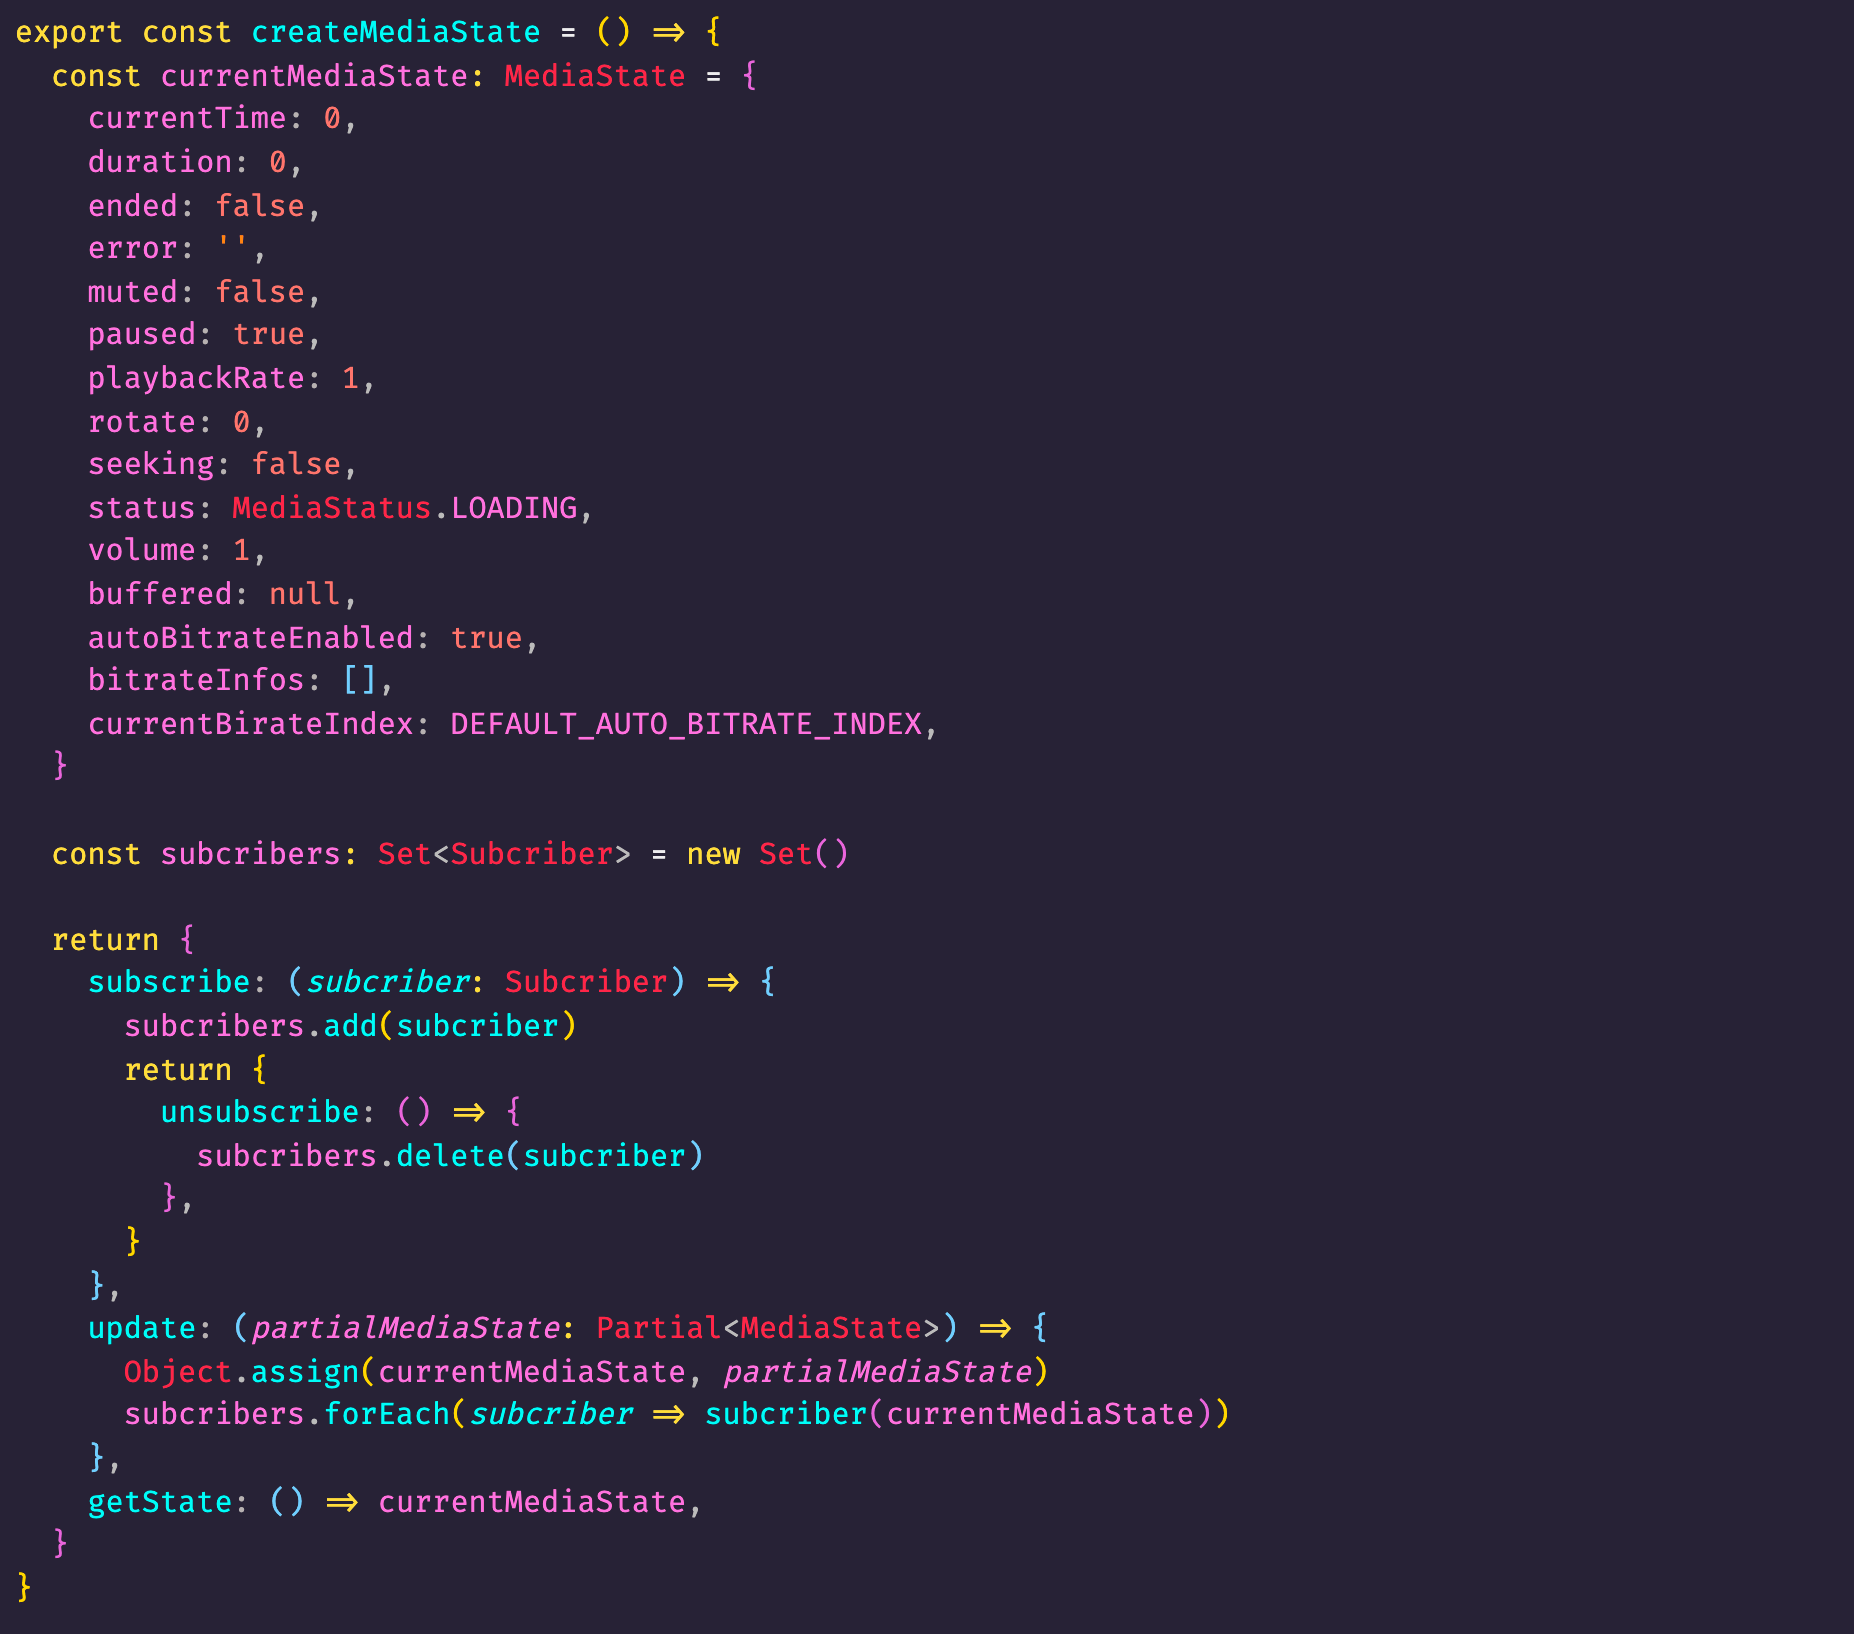 export const createMediaState = () => {
  const currentMediaState: MediaState = {
    currentTime: 0,
    duration: 0,
    ended: false,
    error: '',
    muted: false,
    paused: true,
    playbackRate: 1,
    rotate: 0,
    seeking: false,
    status: MediaStatus.LOADING,
    volume: 1,
    buffered: null,
    autoBitrateEnabled: true,
    bitrateInfos: [],
    currentBirateIndex: DEFAULT_AUTO_BITRATE_INDEX,
  }

  const subcribers: Set<Subcriber> = new Set()

  return {
    subscribe: (subcriber: Subcriber) => {
      subcribers.add(subcriber)
      return {
        unsubscribe: () => {
          subcribers.delete(subcriber)
        },
      }
    },
    update: (partialMediaState: Partial<MediaState>) => {
      Object.assign(currentMediaState, partialMediaState)
      subcribers.forEach(subcriber => subcriber(currentMediaState))
    },
    getState: () => currentMediaState,
  }
}